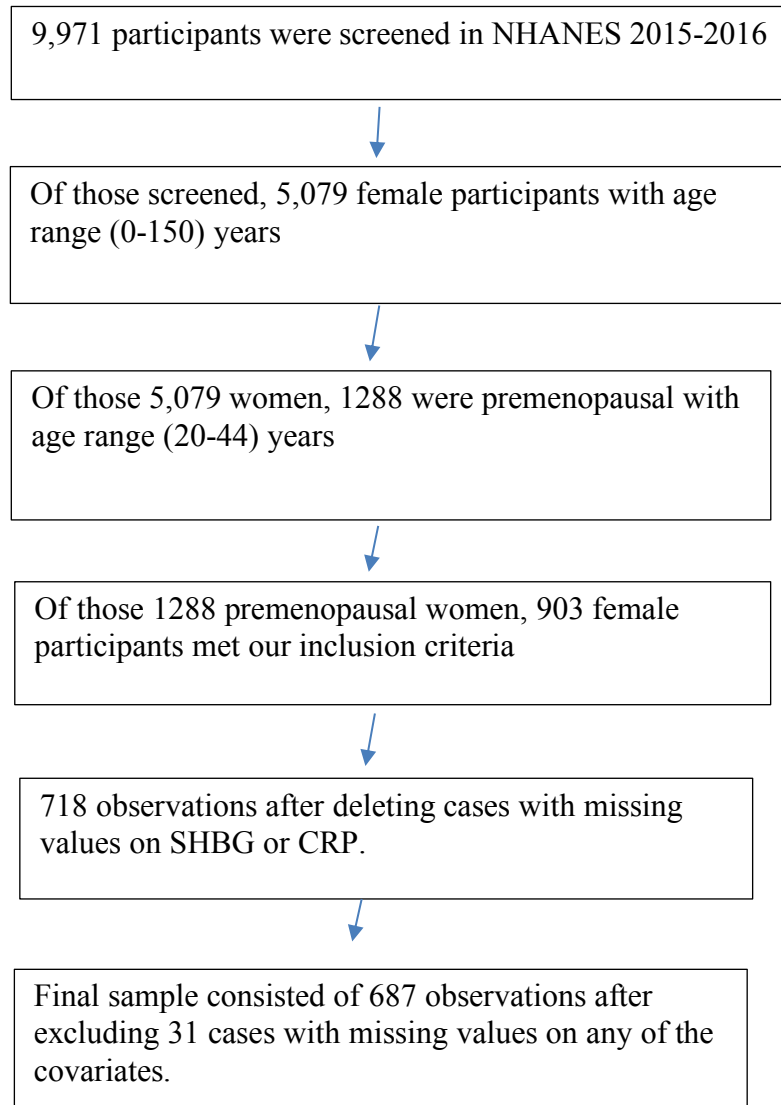 9,971 participants were screened in NHANES 2015-2016
Of those screened, 5,079 female participants with age
range (0-150) years
Of those 5,079 women, 1288 were premenopausal with
age range (20-44) years
Of those 1288 premenopausal women, 903 female
participants met our inclusion criteria
718 observations after deleting cases with missing
values on SHBG or CRP.
Final sample consisted of 687 observations after
excluding 31 cases with missing values on any of the
covariates.